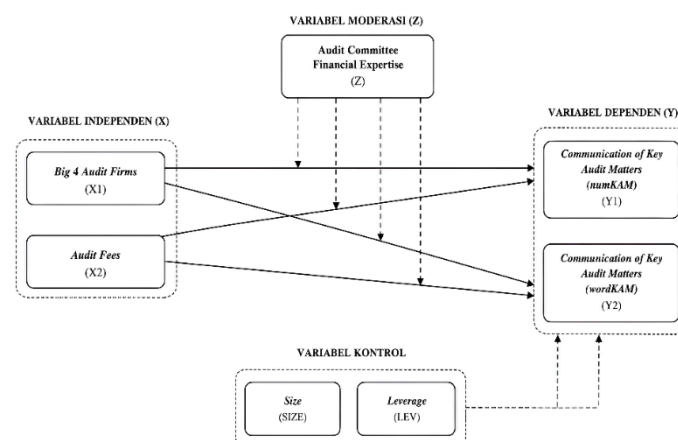 VARIABEL MODERASI (Z)
Audit Committee
Financial Expertise
(Z)
VARIABEL INDEPENDEN (X)
VARIABEL DEPENDEN (Y)
Big 4 Audit Firms
(X1)
Audit Fees
(X2)
Communication of Key
Audit Matters
(numKAM)
(Y1)
Communication of Key
Audit Matters
(wordKAM)
(Y2)
VARIABEL KONTROL
Size
(SIZE)
Leverage
(LEV)